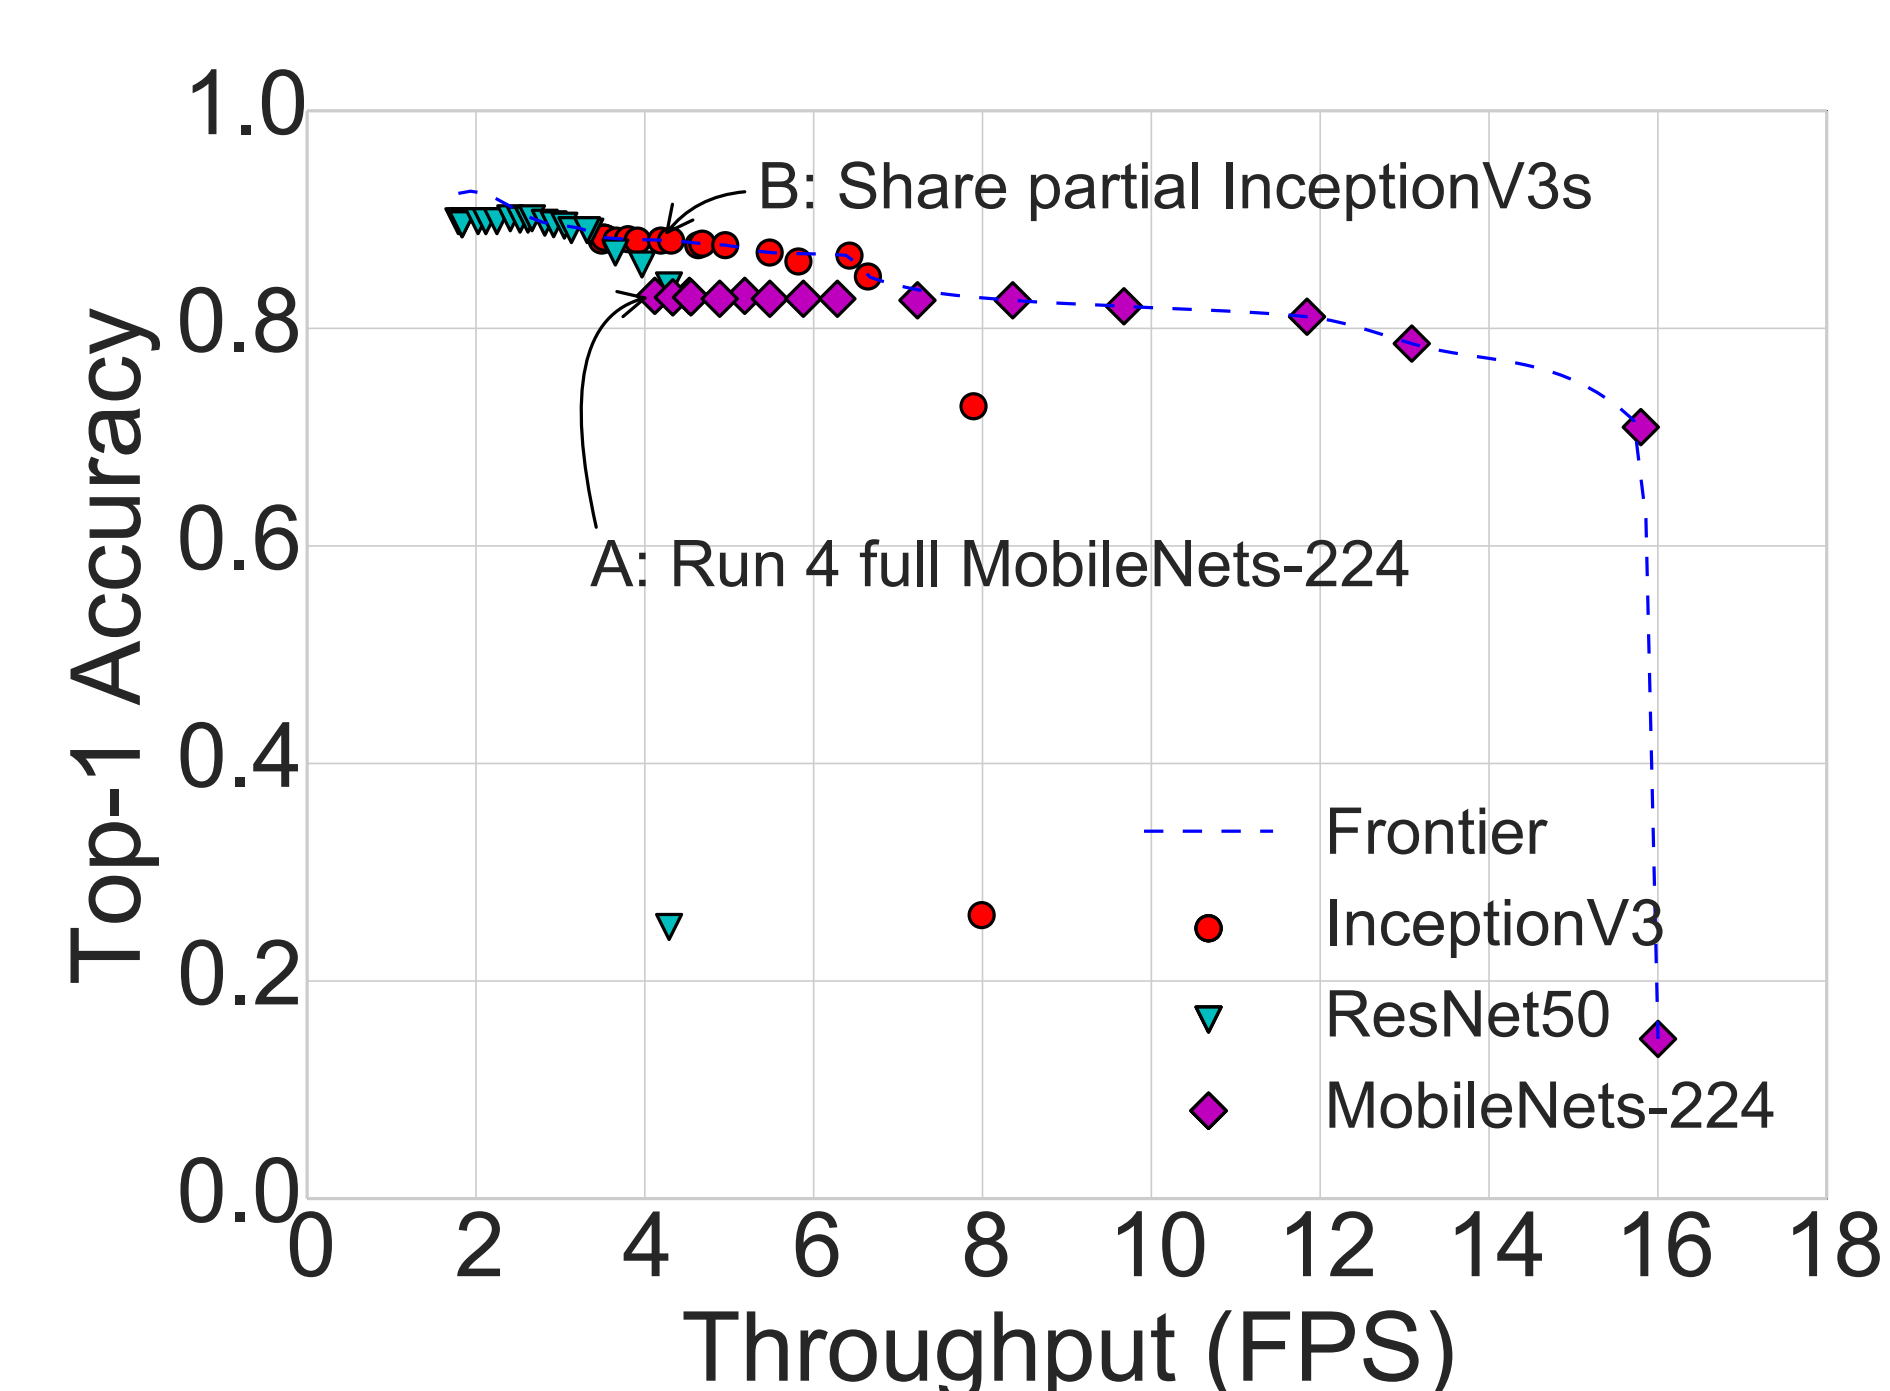 1.0
0.8
0.6
0.4
0.2
0.0
Top-1 Accuracy
B: Share partial InceptionV3s
A: Run 4 full MobileNets-224
Frontier
InceptionV3
ResNet50
MobileNets-224
0 2 4 6 8 10 12 14 16 18
Throughput (FPS)